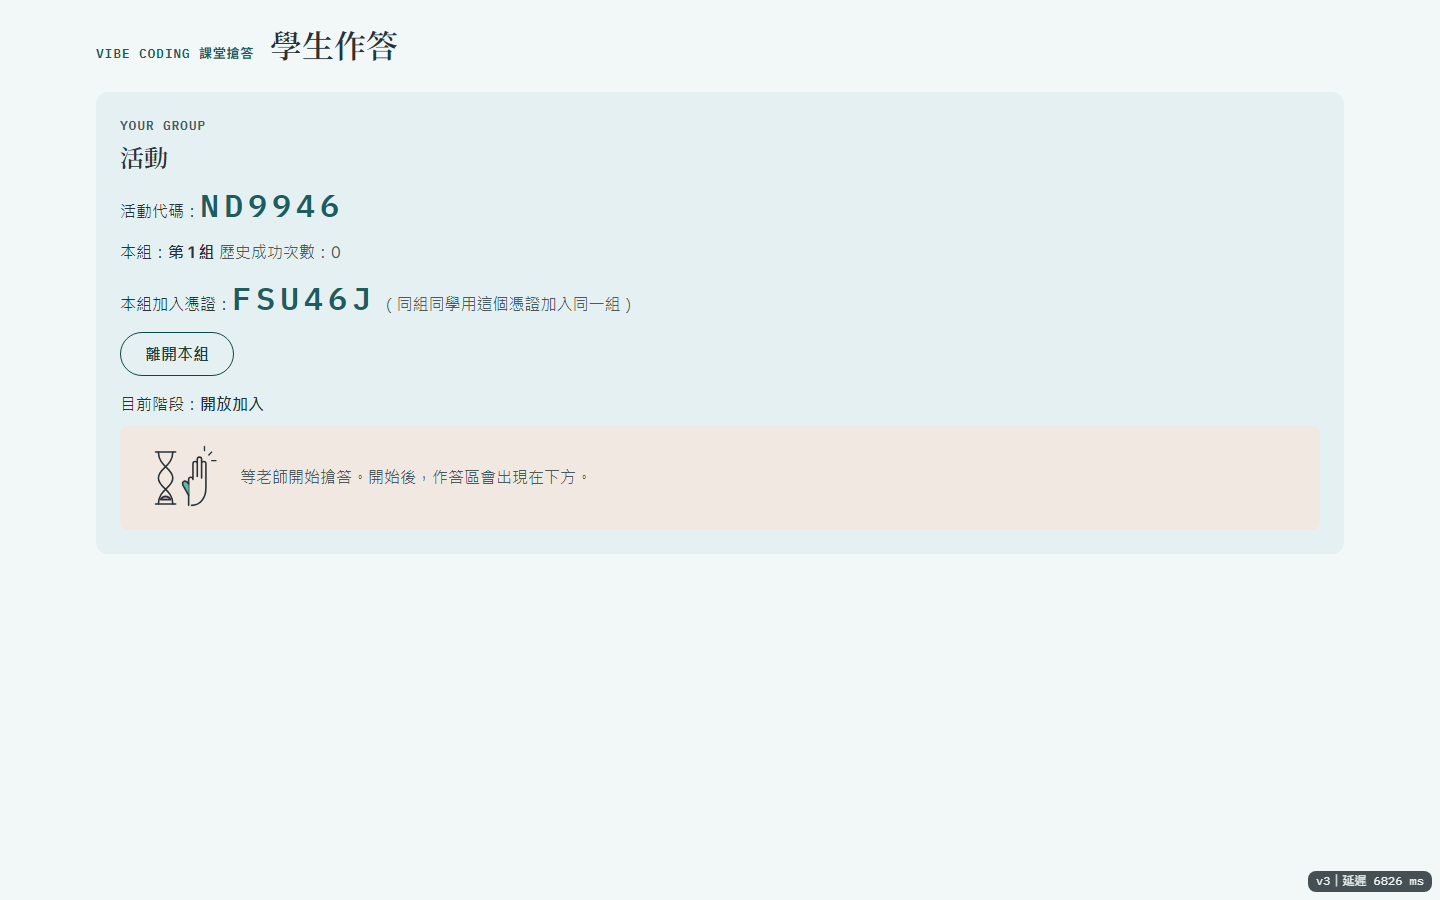 VIBE CODING 課堂搶答 學生作答
YOUR GROUP
活動
活動代碼：ND9946
本組：第 1 組 歷史成功次數：0
本組加入憑證：FSU46J （同組同學用這個憑證加入同一組）
離開本組
目前階段：開放加入
等老師開始搶答。開始後，作答區會出現在下方。
v3｜延遲 6826 ms